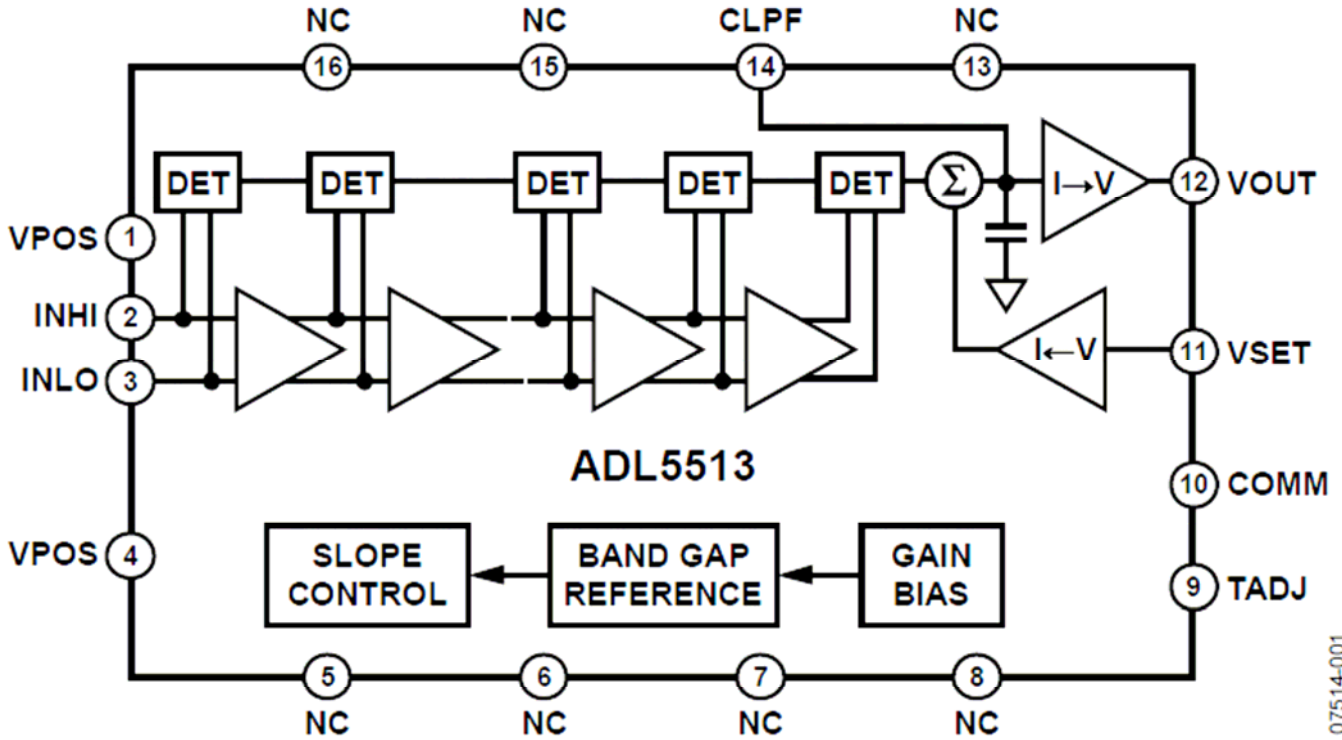 NC NC CLPF NC
16 15 14 13
DET DET DET DET DET Σ I→V 12 VOUT
VPOS 1
INHI 2
INLO 3
I←V 11 VSET
ADL5513
10 COMM
VPOS 4
SLOPE CONTROL
BAND GAP REFERENCE
GAIN BIAS
9 TADJ
5 6 7 8
NC NC NC NC
07514-001